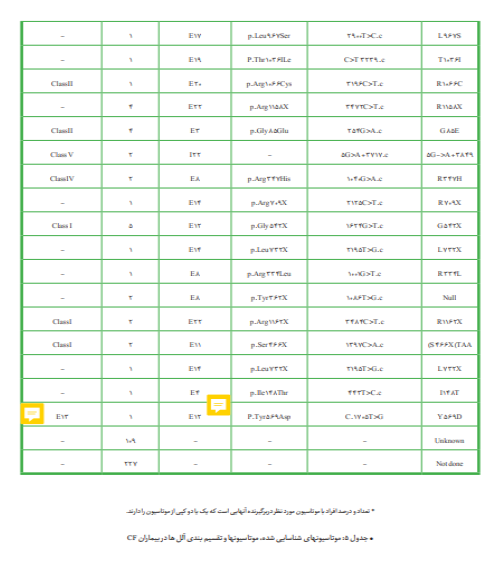 L۹۶۷S ۲۹۰۰T>C.c p.Leu۹۶۷Ser E۱۷ ۱ –
T۱۰۳۶I C>T ۳۲۳۹.c P.Thr۱۰۳۶ILe E۱۹ ۱ –
R۱۰۶۶C ۳۱۹۶C>T.c p.Arg۱۰۶۶Cys E۲۰ ۱ ClassII
R۱۱۵۸X ۳۴۷۲C>T.c p.Arg۱۱۵۸X E۲۲ ۴ –
G۸۵E ۲۵۴G>A.c p.Gly۸۵Glu E۳ ۴ ClassII
۵G–>A+۳۸۴۹ ۵G>A+۳۷۱۷.c – I۲۲ ۲ Class V
R۳۴۷H ۱۰۴۰G>A.c p.Arg۳۴۷His E۸ ۲ ClassIV
R۷۰۹X ۲۱۲۵C>T.c p.Arg۷۰۹X E۱۴ ۱ –
G۵۴۲X ۱۶۲۴G>T.c p.Gly۵۴۲X E۱۲ ۵ Class I
L۷۳۲X ۲۱۹۵T>G.c p.Leu۷۳۲X E۱۴ ۱ –
R۳۳۴L ۱۰۰۱G>T.c p.Arg۳۳۴Leu E۸ ۱ –
Null ۱۰۸۶T>G.c p.Tyr۳۶۲X E۸ ۲ –
R۱۱۶۲X ۳۴۸۴C>T.c p.Arg۱۱۶۲X E۲۲ ۲ ClassI
(S۴۶۶X(TAA ۱۳۹۷C>A.c p.Ser۴۶۶X E۱۱ ۲ ClassI
L۷۳۲X ۲۱۹۵T>G.c p.Leu۷۳۲X E۱۴ ۱ –
I۱۴۸T ۴۴۳T>C.c p.Ile۱۴۸Thr E۴ ۱ –
Y۵۶۹D C.۱۷۰۵T>G P.Tyr۵۶۹Asp E۱۲ ۱ E۱۳
Unknown – – – ۱۰۹ –
Not done – – – ۲۲۷ –
* تعداد و درصد افراد با موتاسیون مورد نظر دربرگیرنده آنهایی است که یک یا دو کپی از موتاسیون را دارند.
• جدول ۵: موتاسیونهای شناسایی شده، موتاسیونها و تقسیم بندی آلل ها در بیماران CF